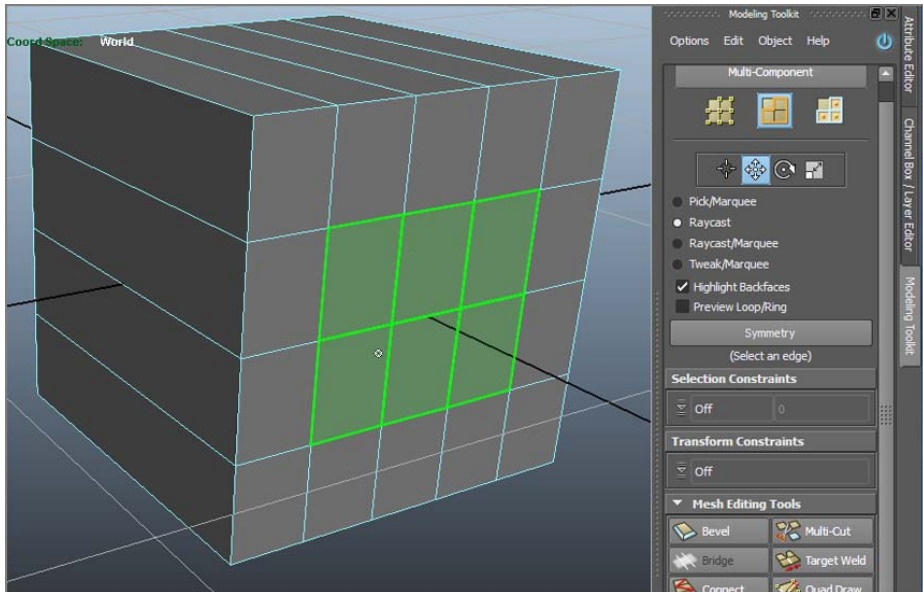 Modeling Toolkit
Coord Space: World
Options Edit Object Help
Multi-Component
Pick/Marquee
Raycast
Raycast/Marquee
Tweak/Marquee
Highlight Backfaces
Preview Loop/Ring
Symmetry
(Select an edge)
Selection Constraints
Off 0
Transform Constraints
Off
Mesh Editing Tools
Bevel Multi-Cut
Bridge Target Weld
Connect Quad Draw
Attribute Editor
Channel Box / Layer Editor
Modeling Toolkit